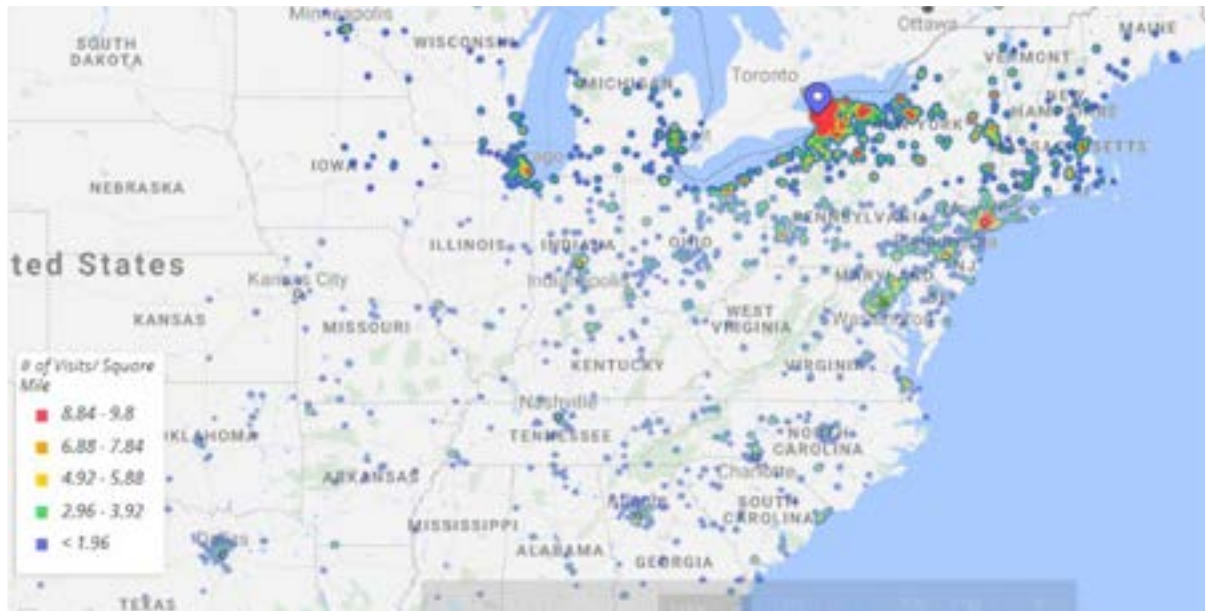 Minneapolis
Ottawa
MAINE
SOUTH
DAKOTA
WISCONSIN
VERMONT
MICHIGAN
Toronto
NEW
HAMPSHIRE
IOWA
NEBRASKA
PENNSYLVANIA
ILLINOIS
INDIANA
OHIO
ted States
Kansas City
Indianapolis
MARYLAND
N.J.
KANSAS
MISSOURI
WEST
VIRGINIA
Washington
KENTUCKY
VIRGINIA
# of Visits/ Square
Mile
8.84 - 9.8
6.88 - 7.84
4.92 - 5.88
2.96 - 3.92
< 1.96
Nashville
TENNESSEE
NORTH
CAROLINA
Charlotte
OKLAHOMA
ARKANSAS
Atlanta
SOUTH
CAROLINA
MISSISSIPPI
Dallas
ALABAMA
GEORGIA
TEXAS